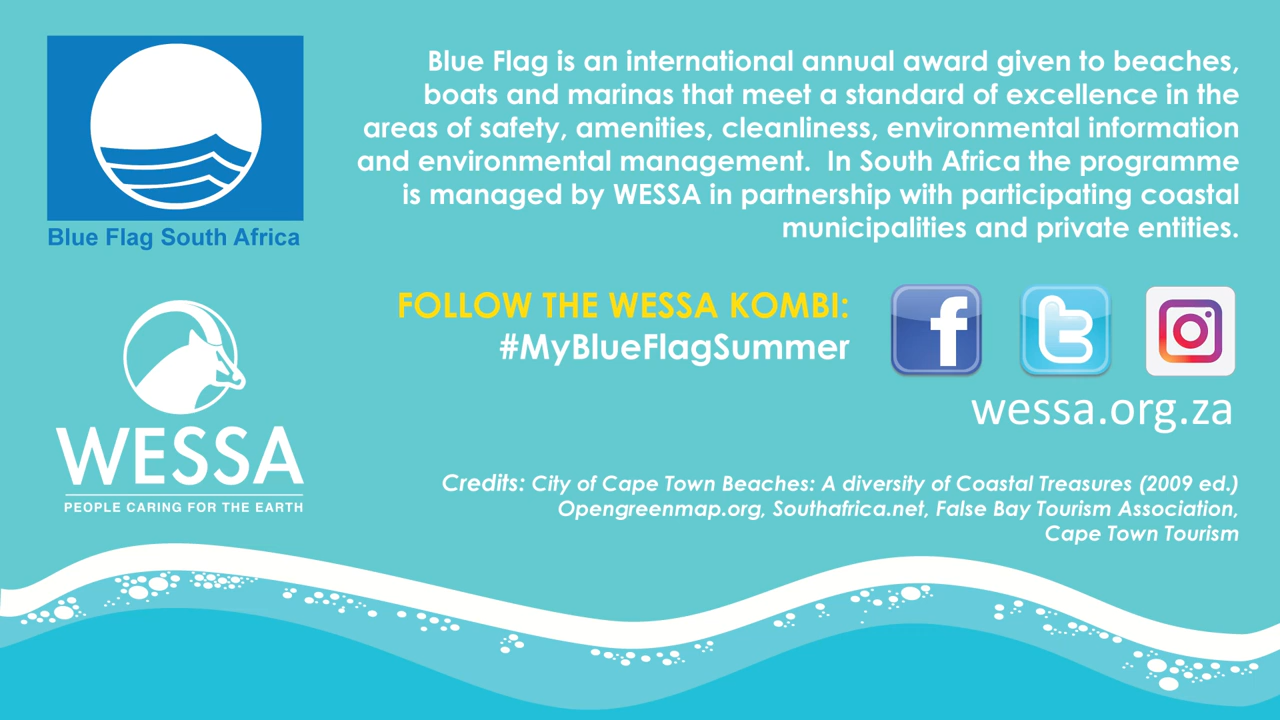 Blue Flag is an international annual award given to beaches,
boats and marinas that meet a standard of excellence in the
areas of safety, amenities, cleanliness, environmental information
and environmental management.  In South Africa the programme
is managed by WESSA in partnership with participating coastal
municipalities and private entities.
Blue Flag South Africa
FOLLOW THE WESSA KOMBI:
#MyBlueFlagSummer
f
t
wessa.org.za
WESSA
PEOPLE CARING FOR THE EARTH
Credits: City of Cape Town Beaches: A diversity of Coastal Treasures (2009 ed.)
Opengreenmap.org, Southafrica.net, False Bay Tourism Association,
Cape Town Tourism